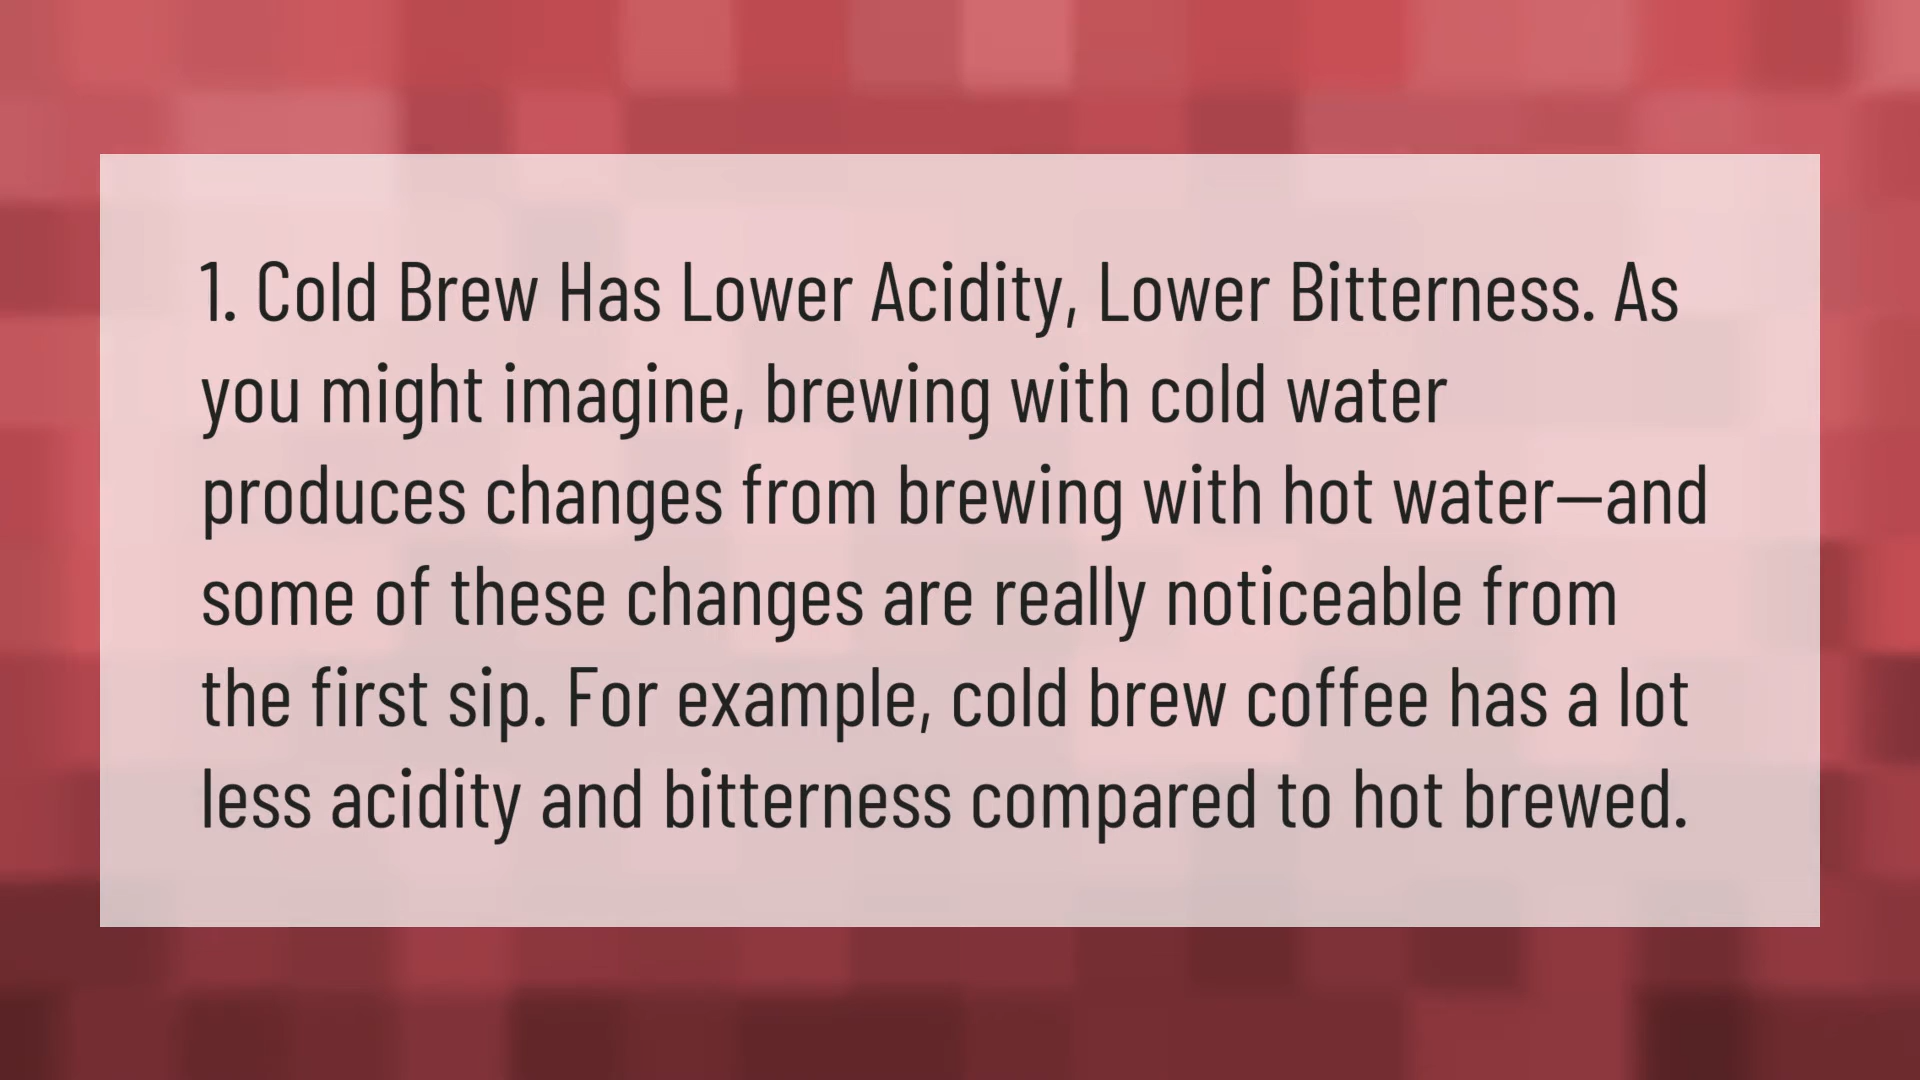 1. Cold Brew Has Lower Acidity, Lower Bitterness. As
you might imagine, brewing with cold water
produces changes from brewing with hot water—and
some of these changes are really noticeable from
the first sip. For example, cold brew coffee has a lot
less acidity and bitterness compared to hot brewed.